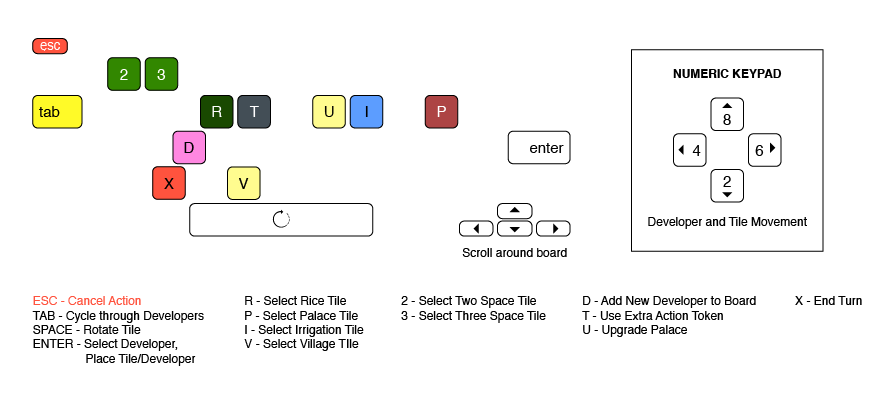 esc
2 3
NUMERIC KEYPAD
tab R T U I P
8
D enter
4 6
X V
2
Developer and Tile Movement
Scroll around board
ESC - Cancel Action
TAB - Cycle through Developers
SPACE - Rotate Tile
ENTER - Select Developer,
Place Tile/Developer
R - Select Rice Tile
P - Select Palace Tile
I - Select Irrigation Tile
V - Select Village TIle
2 - Select Two Space Tile
3 - Select Three Space Tile
D - Add New Developer to Board
T - Use Extra Action Token
U - Upgrade Palace
X - End Turn